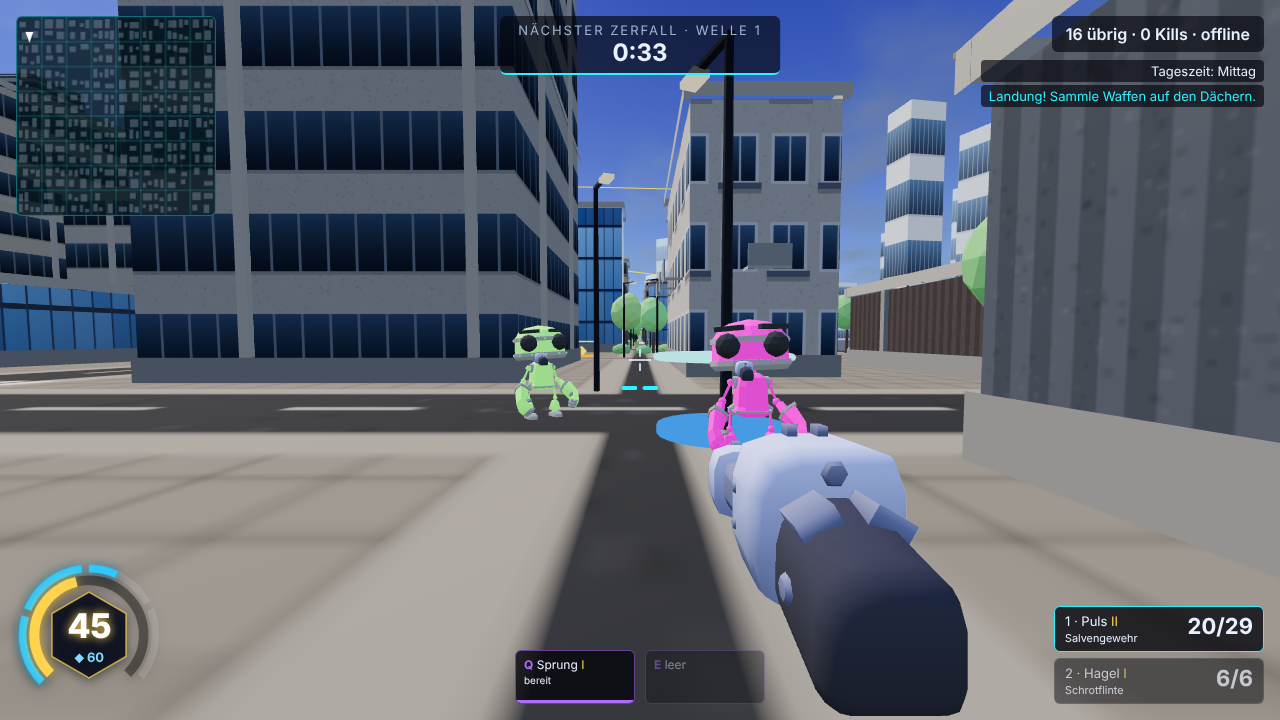 NÄCHSTER ZERFALL · WELLE 1
0:33
16 übrig · 0 Kills · offline
Tageszeit: Mittag
Landung! Sammle Waffen auf den Dächern.
45
◆ 60
Q Sprung I
bereit
E leer
1 · Puls II
Salvengewehr
20/29
2 · Hagel I
Schrotflinte
6/6